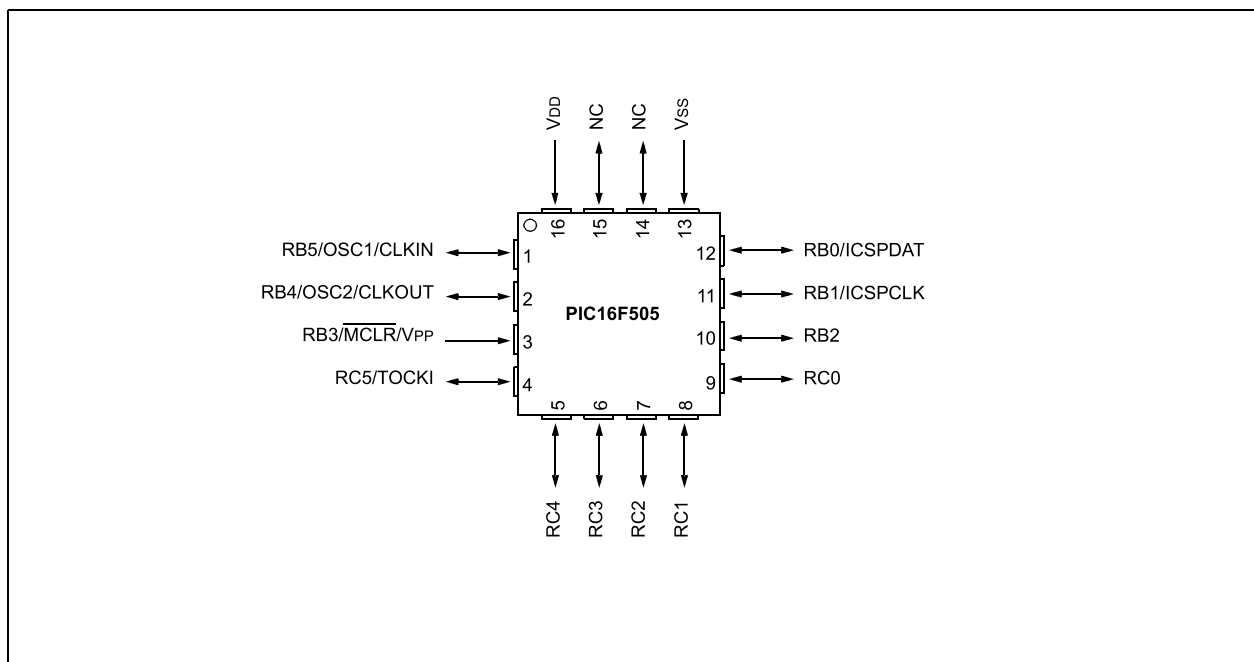 VDD
NC
NC
VSS
16
15
14
13
RB5/OSC1/CLKIN
1
12
RB0/ICSPDAT
RB4/OSC2/CLKOUT
2
11
RB1/ICSPCLK
PIC16F505
RB3/MCLR/VPP
3
10
RB2
RC5/TOCKI
4
9
RC0
5
6
7
8
RC4
RC3
RC2
RC1